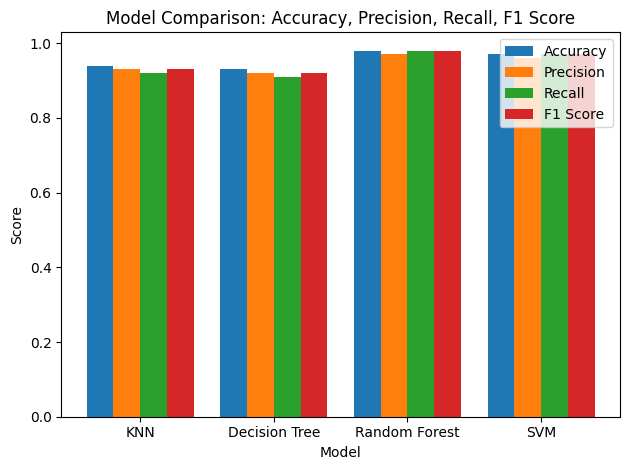 Model Comparison: Accuracy, Precision, Recall, F1 Score
Accuracy
Precision
Recall
F1 Score
1.0
0.8
0.6
0.4
0.2
0.0
Score
KNN
Decision Tree
Random Forest
SVM
Model